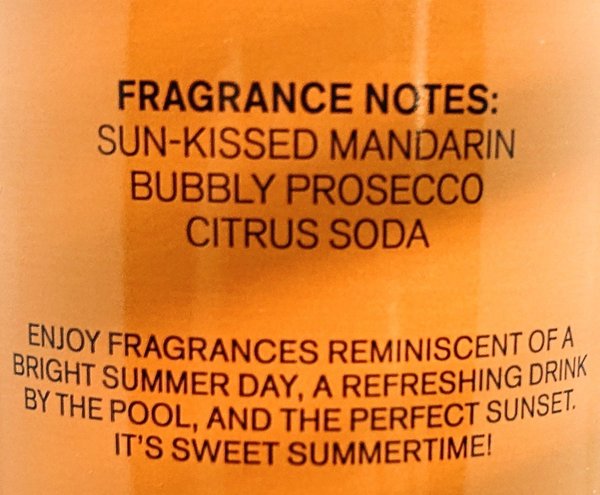 FRAGRANCE NOTES:
SUN-KISSED MANDARIN
BUBBLY PROSECCO
CITRUS SODA
ENJOY FRAGRANCES REMINISCENT OF A
BRIGHT SUMMER DAY, A REFRESHING DRINK
BY THE POOL, AND THE PERFECT SUNSET.
IT'S SWEET SUMMERTIME!